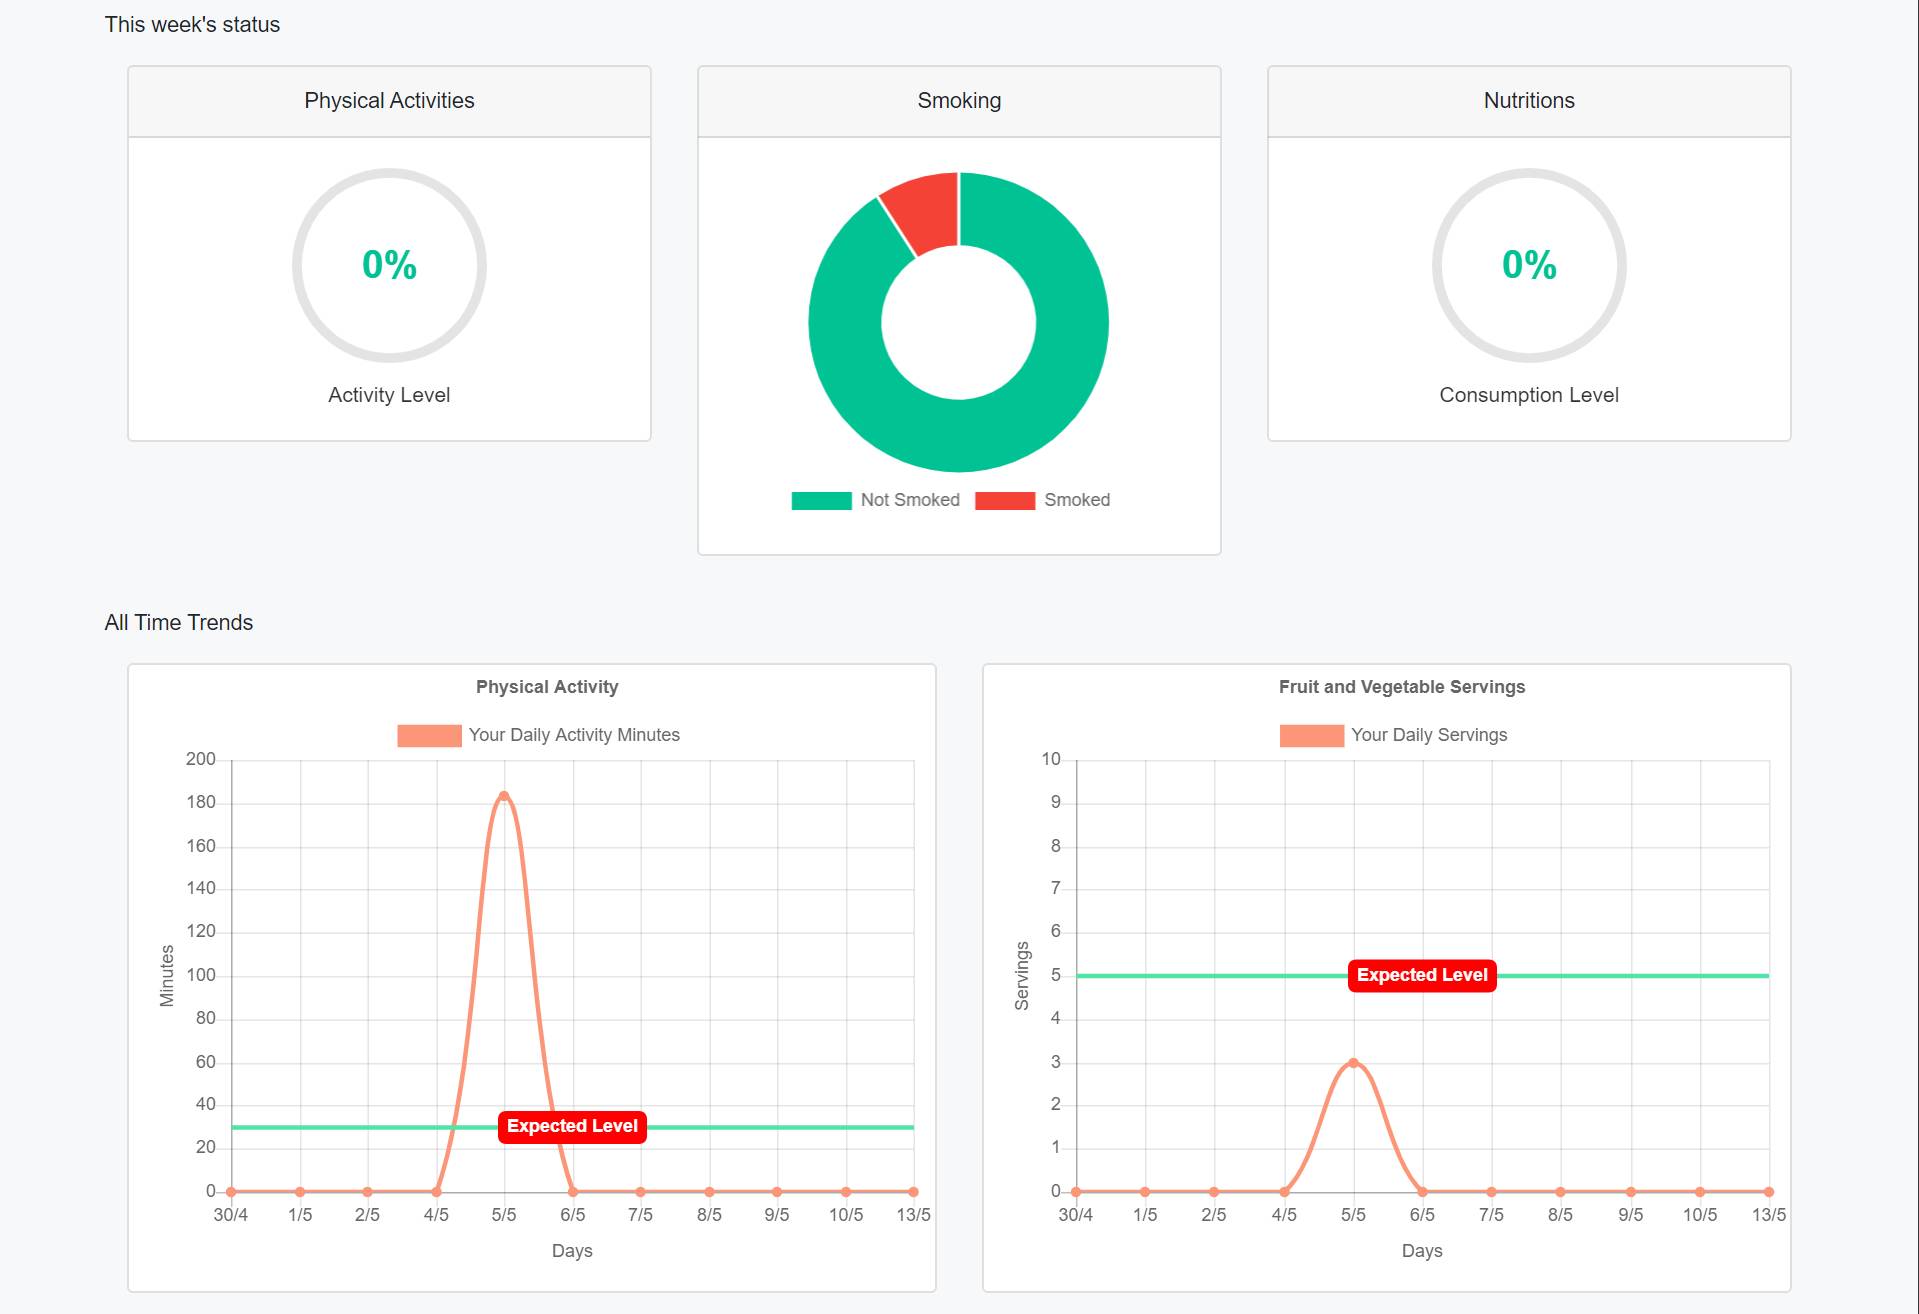 This week's status
Physical Activities
0%
Activity Level
Smoking
Not Smoked
Smoked
Nutritions
0%
Consumption Level
All Time Trends
Physical Activity
Your Daily Activity Minutes
200
180
160
140
120
100
80
60
40
20
0
Minutes
Expected Level
30/4 1/5 2/5 4/5 5/5 6/5 7/5 8/5 9/5 10/5 13/5
Days
Fruit and Vegetable Servings
Your Daily Servings
10
9
8
7
6
5
4
3
2
1
0
Servings
Expected Level
30/4 1/5 2/5 4/5 5/5 6/5 7/5 8/5 9/5 10/5 13/5
Days